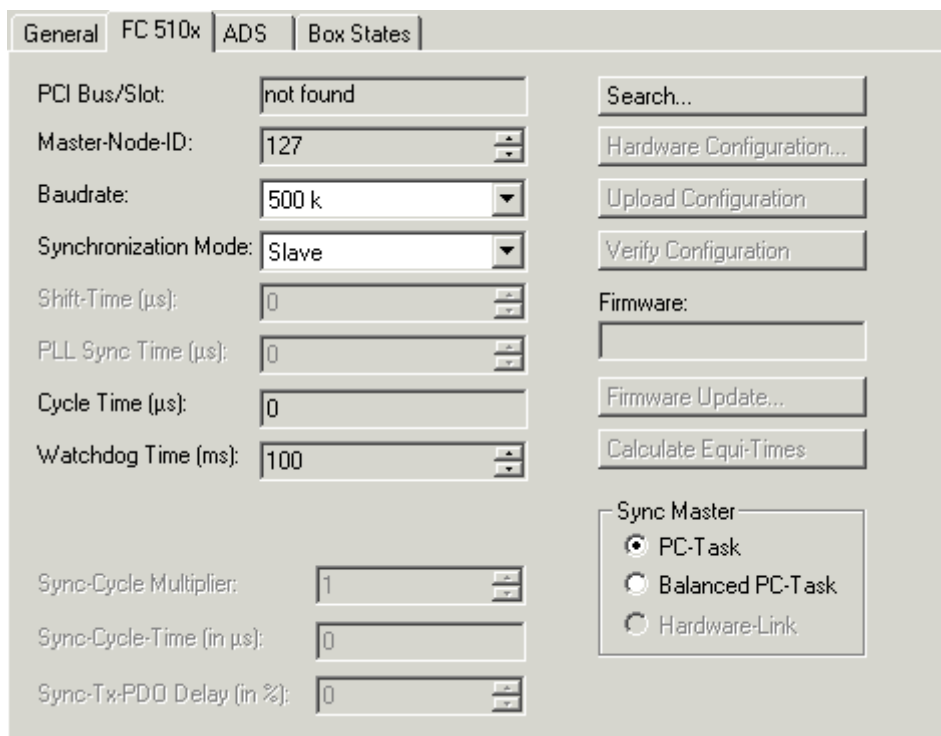 General
FC 510x
ADS
Box States
PCI Bus/Slot:
not found
Search...
Master-Node-ID:
127
Hardware Configuration...
Baudrate:
500 k
Upload Configuration
Synchronization Mode:
Slave
Verify Configuration
Shift-Time (µs):
0
Firmware:
PLL Sync Time (µs):
0
Cycle Time (µs):
0
Firmware Update...
Watchdog Time (ms):
100
Calculate Equi-Times
Sync Master
PC-Task
Balanced PC-Task
Hardware-Link
Sync-Cycle Multiplier:
1
Sync-Cycle-Time (in µs):
0
Sync-Tx-PDO Delay (in %):
0